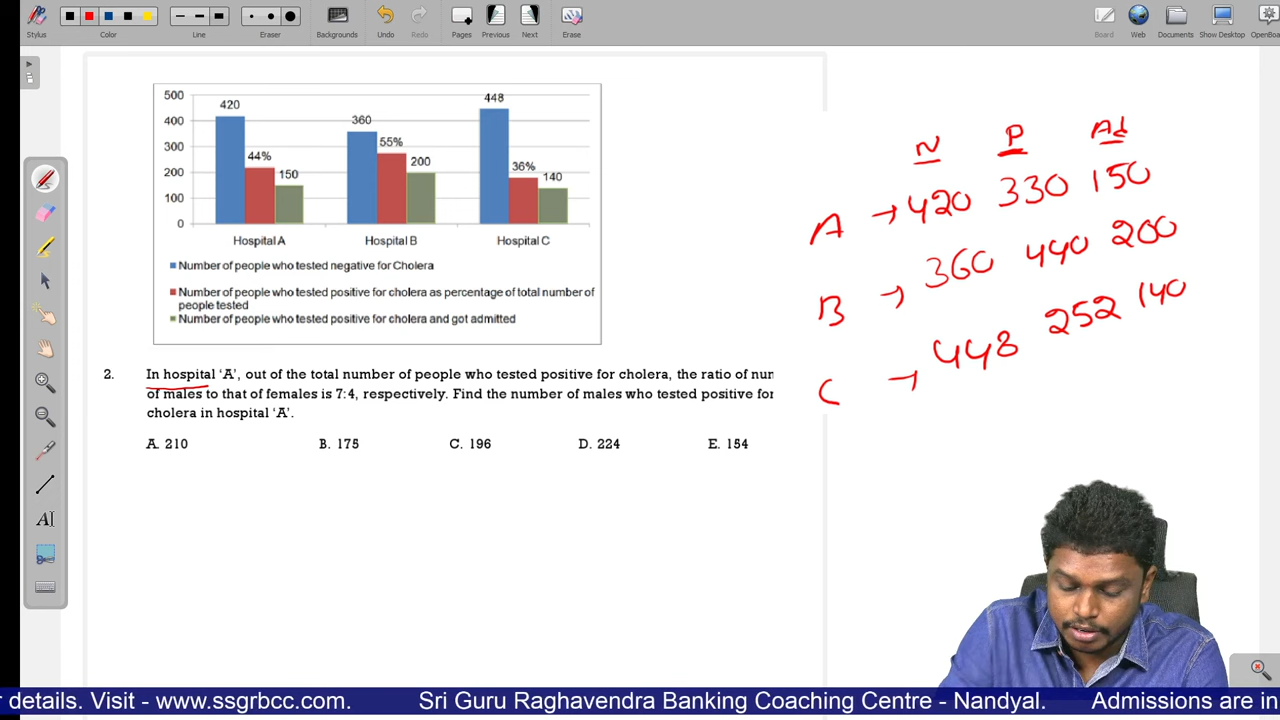 Stylus Color Line Eraser Backgrounds Undo Redo Pages Previous Next Erase Board Web Documents Show Desktop OpenBoa
500
400
300
200
100
0
420 44% 150
360 55% 200
448 36% 140
Hospital A Hospital B Hospital C
Number of people who tested negative for Cholera
Number of people who tested positive for cholera as percentage of total number of
people tested
Number of people who tested positive for cholera and got admitted
N P Ad
A → 420 330 150
B → 360 440 200
C → 448 252 140
2. In hospital ‘A’, out of the total number of people who tested positive for cholera, the ratio of nur
of males to that of females is 7:4, respectively. Find the number of males who tested positive for
cholera in hospital ‘A’.
A. 210 B. 175 C. 196 D. 224 E. 154
AI
r details. Visit - www.ssgrbcc.com. Sri Guru Raghavendra Banking Coaching Centre - Nandyal. Admissions are in